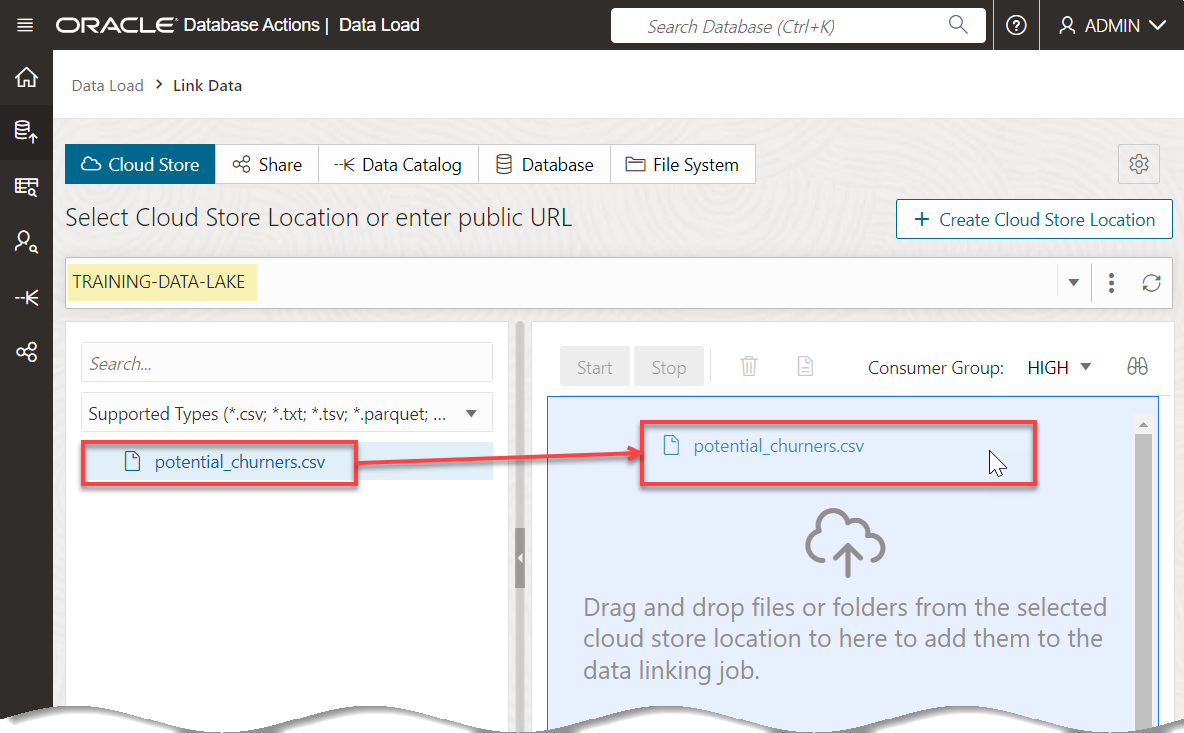 ORACLE Database Actions | Data Load
Search Database (Ctrl+K)
ADMIN
Data Load > Link Data
Cloud Store
Share
Data Catalog
Database
File System
Select Cloud Store Location or enter public URL
+ Create Cloud Store Location
TRAINING-DATA-LAKE
Search...
Supported Types (*.csv; *.txt; *.tsv; *.parquet; ...
potential_churners.csv
Start
Stop
Consumer Group: HIGH
potential_churners.csv
Drag and drop files or folders from the selected
cloud store location to here to add them to the
data linking job.